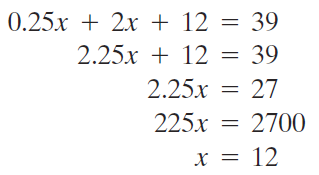 0.25x + 2x + 12 = 39
2.25x + 12 = 39
2.25x = 27
225x = 2700
x = 12